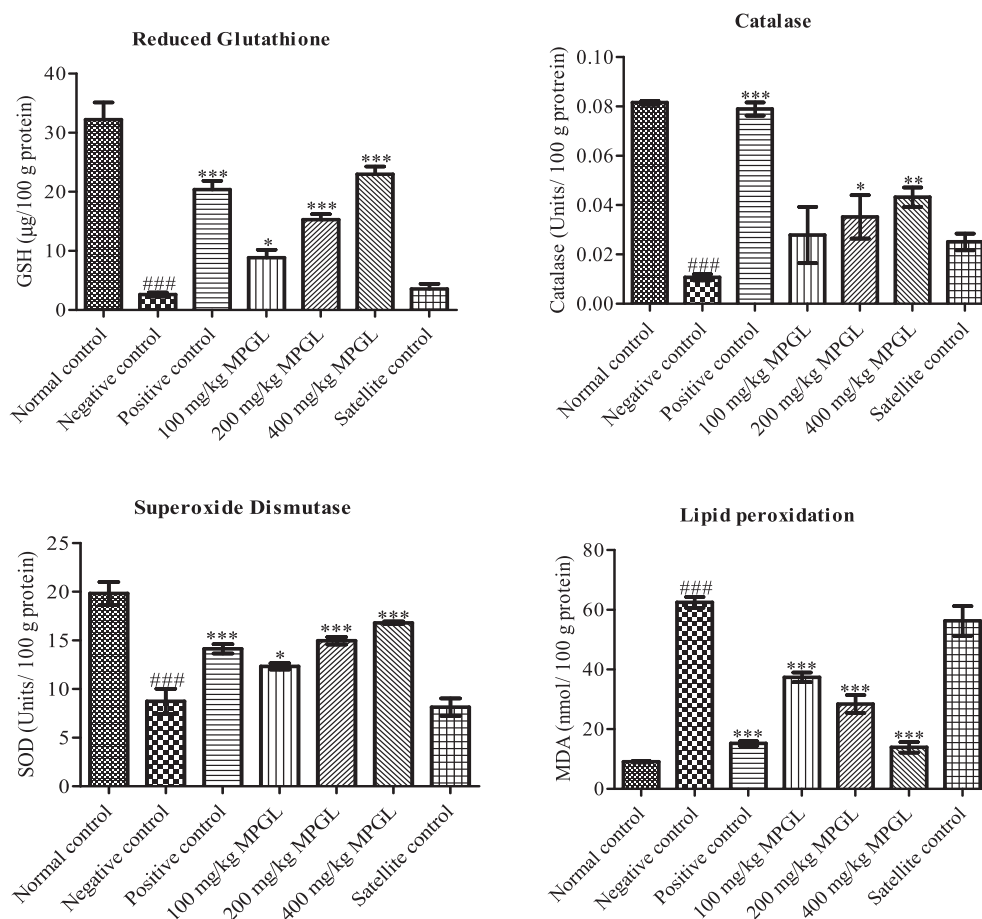 Reduced Glutathione
GSH (µg/100 g protein)
40
30
20
10
0
***
***
***
*
###
Normal control
Negative control
Positive control
100 mg/kg MPGL
200 mg/kg MPGL
400 mg/kg MPGL
Satellite control
Catalase
Catalase (Units/ 100 g protrein)
0.10
0.08
0.06
0.04
0.02
0.00
***
*
**
###
Normal control
Negative control
Positive control
100 mg/kg MPGL
200 mg/kg MPGL
400 mg/kg MPGL
Satellite control
Superoxide Dismutase
SOD (Units/ 100 g protein)
25
20
15
10
5
0
###
***
*
***
***
Normal control
Negative control
Positive control
100 mg/kg MPGL
200 mg/kg MPGL
400 mg/kg MPGL
Satellite control
Lipid peroxidation
MDA (nmol/ 100 g protein)
80
60
40
20
0
###
***
***
***
***
Normal control
Negative control
Positive control
100 mg/kg MPGL
200 mg/kg MPGL
400 mg/kg MPGL
Satellite control